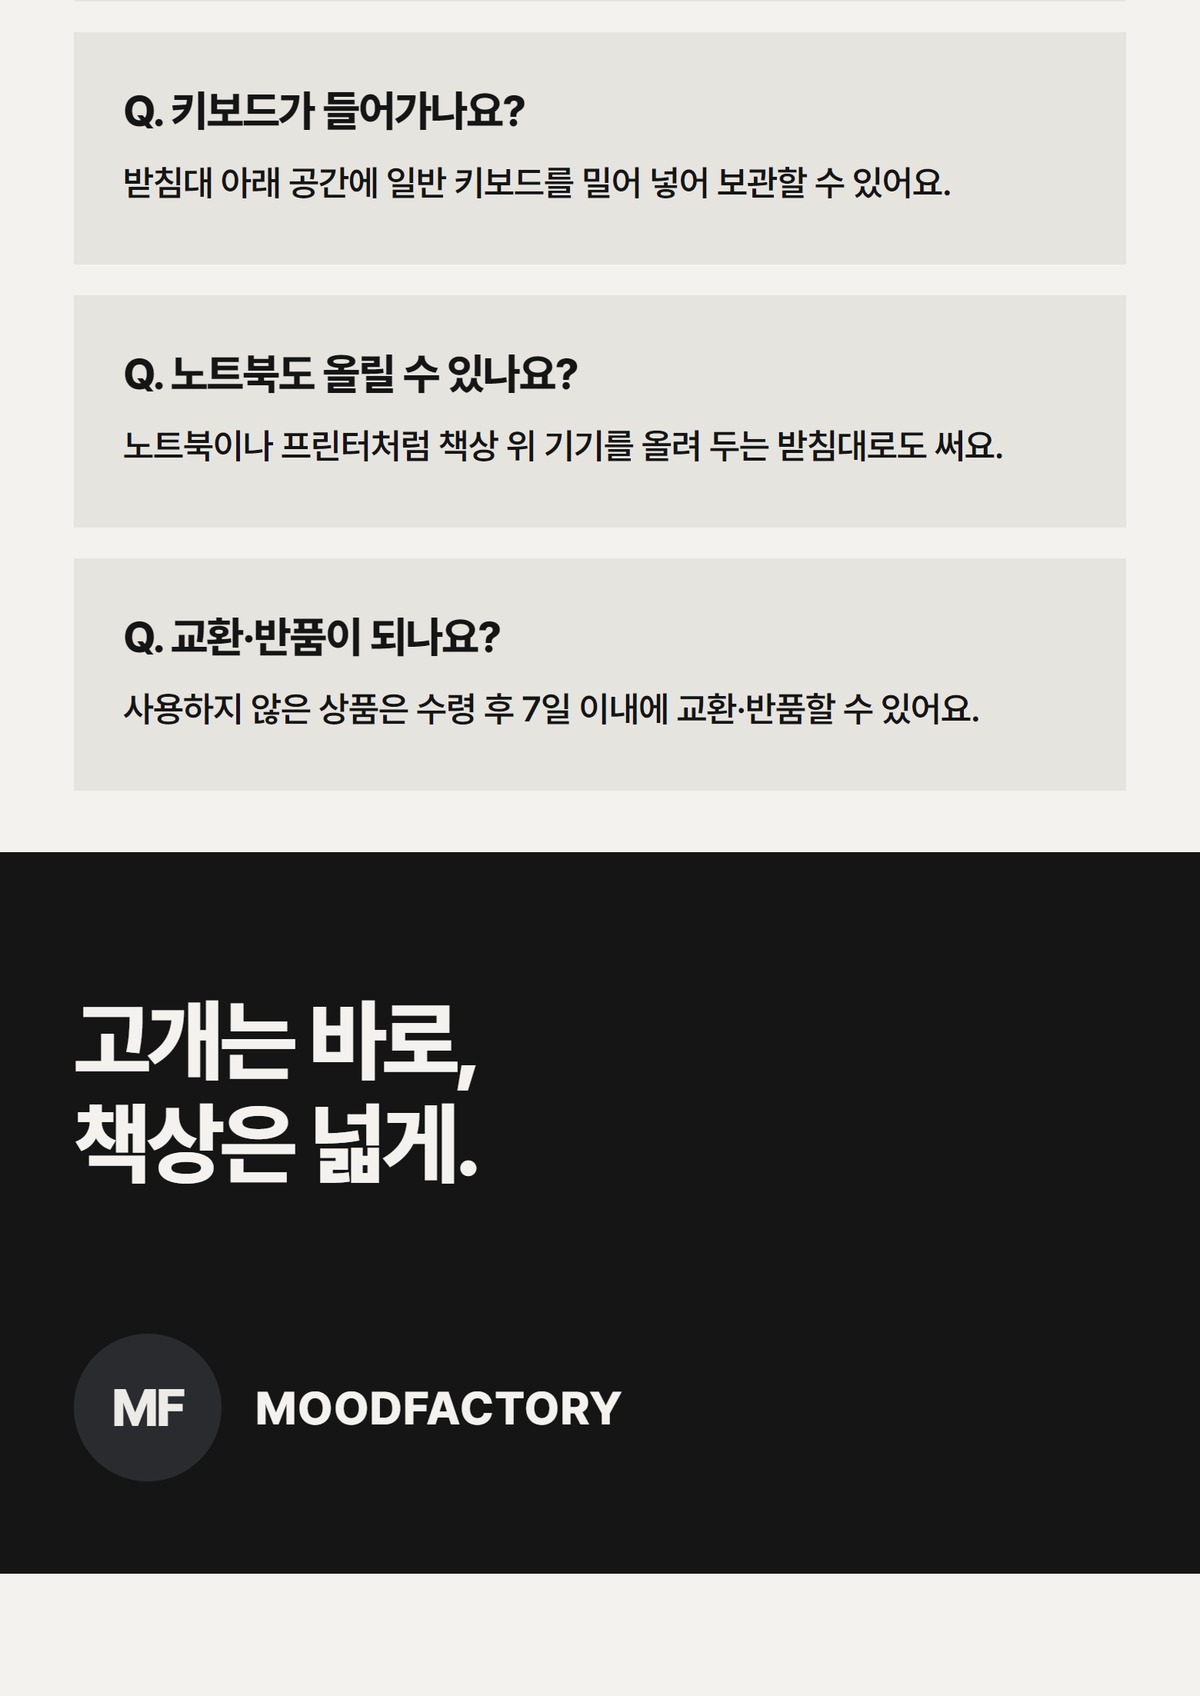 Q. 키보드가 들어가나요?
받침대 아래 공간에 일반 키보드를 밀어 넣어 보관할 수 있어요.
Q. 노트북도 올릴 수 있나요?
노트북이나 프린터처럼 책상 위 기기를 올려 두는 받침대로도 써요.
Q. 교환·반품이 되나요?
사용하지 않은 상품은 수령 후 7일 이내에 교환·반품할 수 있어요.
고개는 바로,
책상은 넓게.
MF
MOODFACTORY